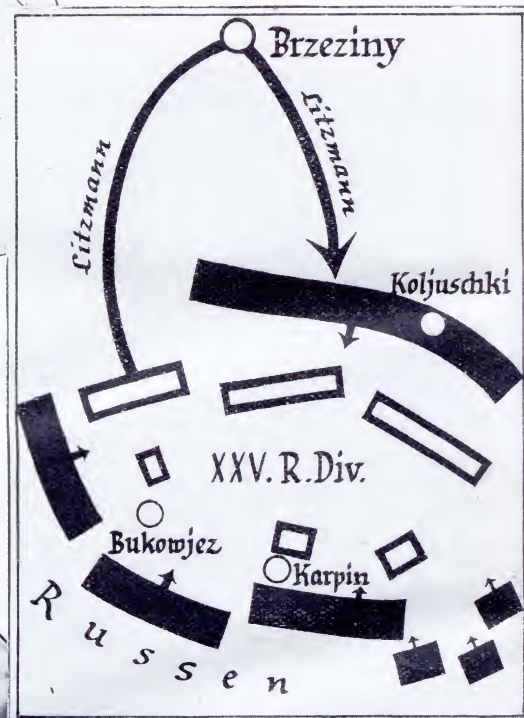 Brzeziny
Litzmann
Litzmann
Koljuschki
XXV. R. Div.
Bukowjez
Karpin
Russen